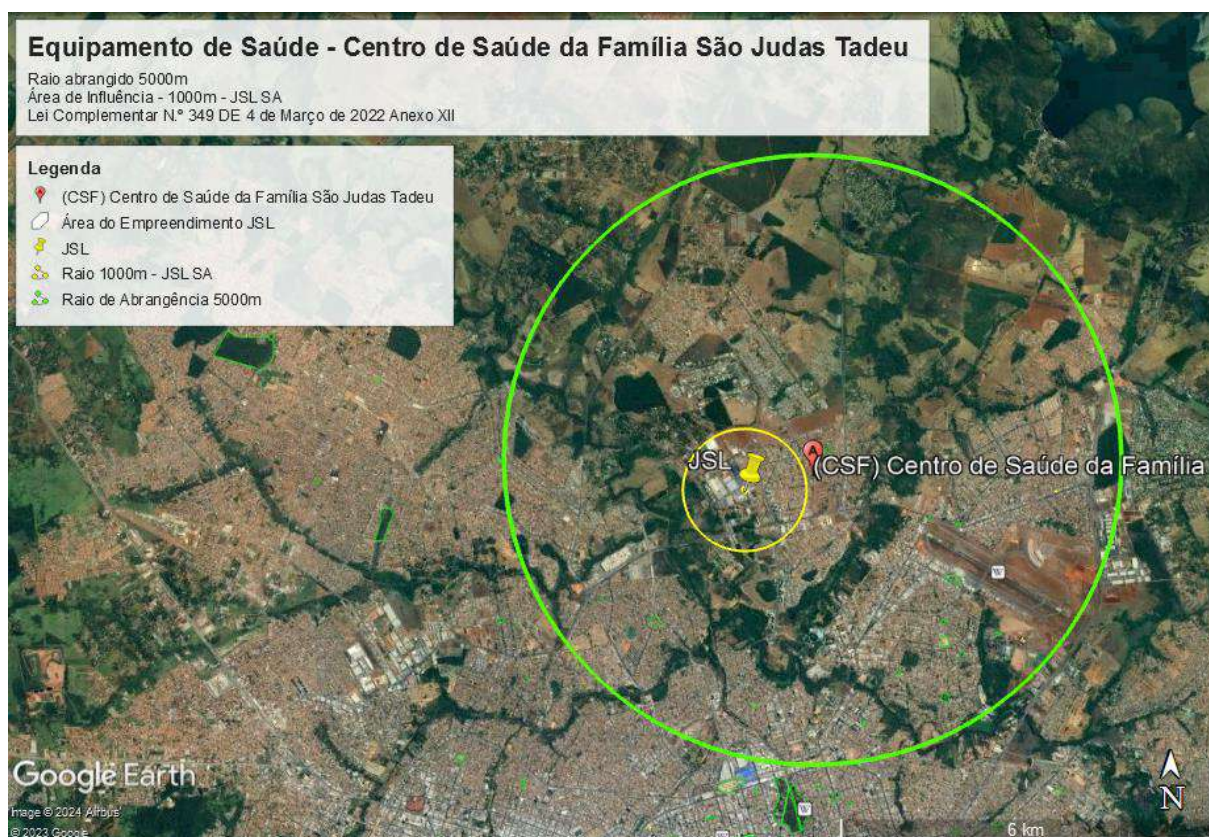 Equipamento de Saúde - Centro de Saúde da Família São Judas Tadeu
Raio abrangido 5000m
Área de Influência - 1000m - JSL SA
Lei Complementar N.º 349 DE 4 de Março de 2022 Anexo XII
Legenda
(CSF) Centro de Saúde da Família São Judas Tadeu
Área do Empreendimento JSL
JSL
Raio 1000m - JSL SA
Raio de Abrangência 5000m
JSL
A
(CSF) Centro de Saúde da Família
W
W
Google Earth
Image © 2024 Airbus
© 2023 Google
6 km
N